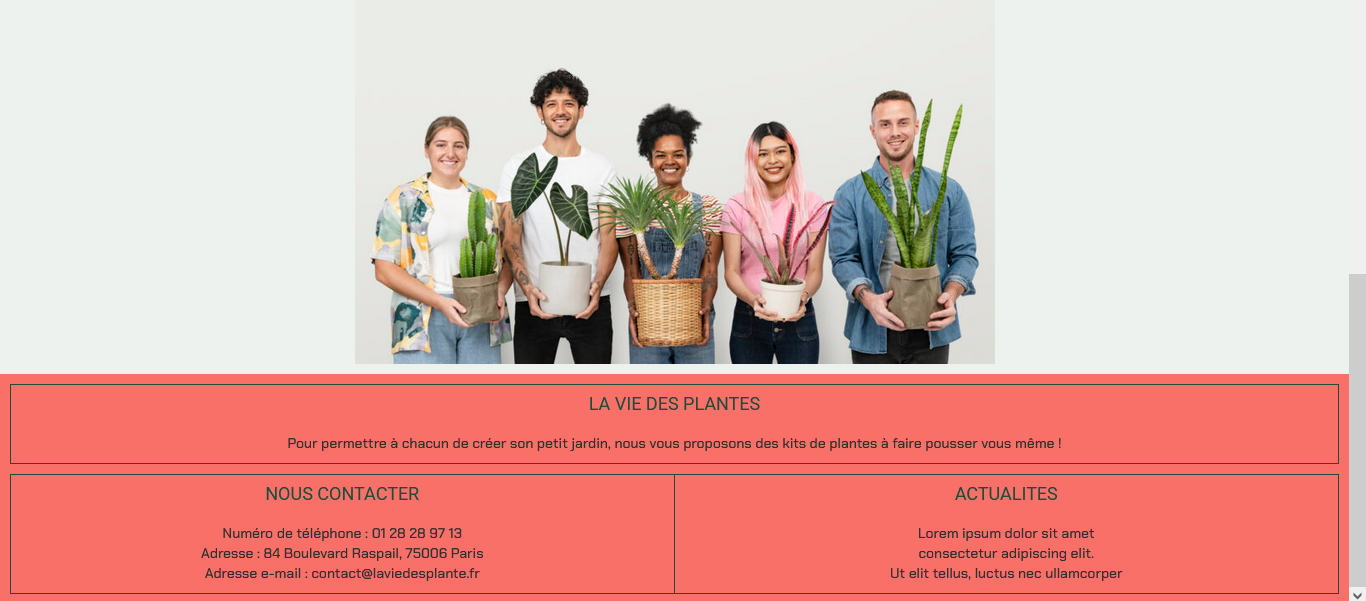 LA VIE DES PLANTES
Pour permettre à chacun de créer son petit jardin, nous vous proposons des kits de plantes à faire pousser vous même !
NOUS CONTACTER
Numéro de téléphone : 01 28 28 97 13
Adresse : 84 Boulevard Raspail, 75006 Paris
Adresse e-mail : contact@laviedesplante.fr
ACTUALITES
Lorem ipsum dolor sit amet
consectetur adipiscing elit.
Ut elit tellus, luctus nec ullamcorper